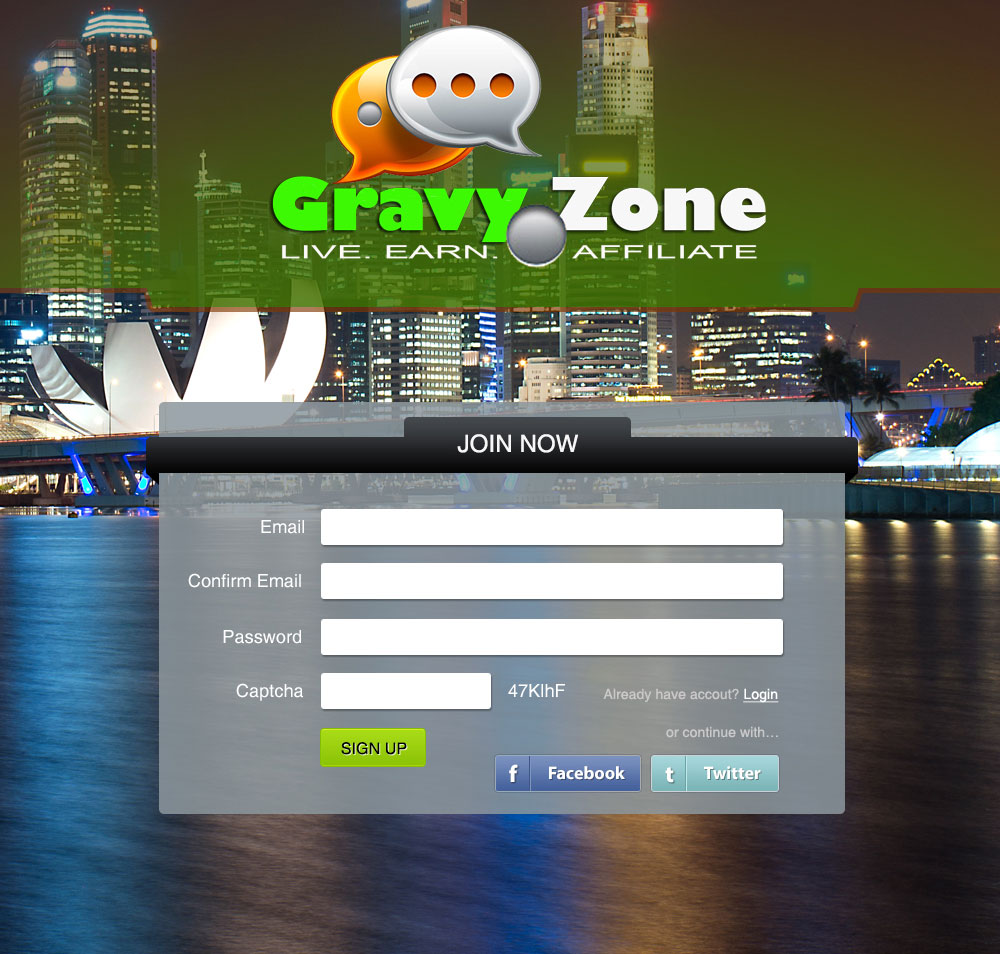 Gravy Zone
LIVE. EARN. AFFILIATE
JOIN NOW
Email
Confirm Email
Password
Captcha
47KlhF
Already have accout? Login
or continue with...
SIGN UP
f Facebook
t Twitter